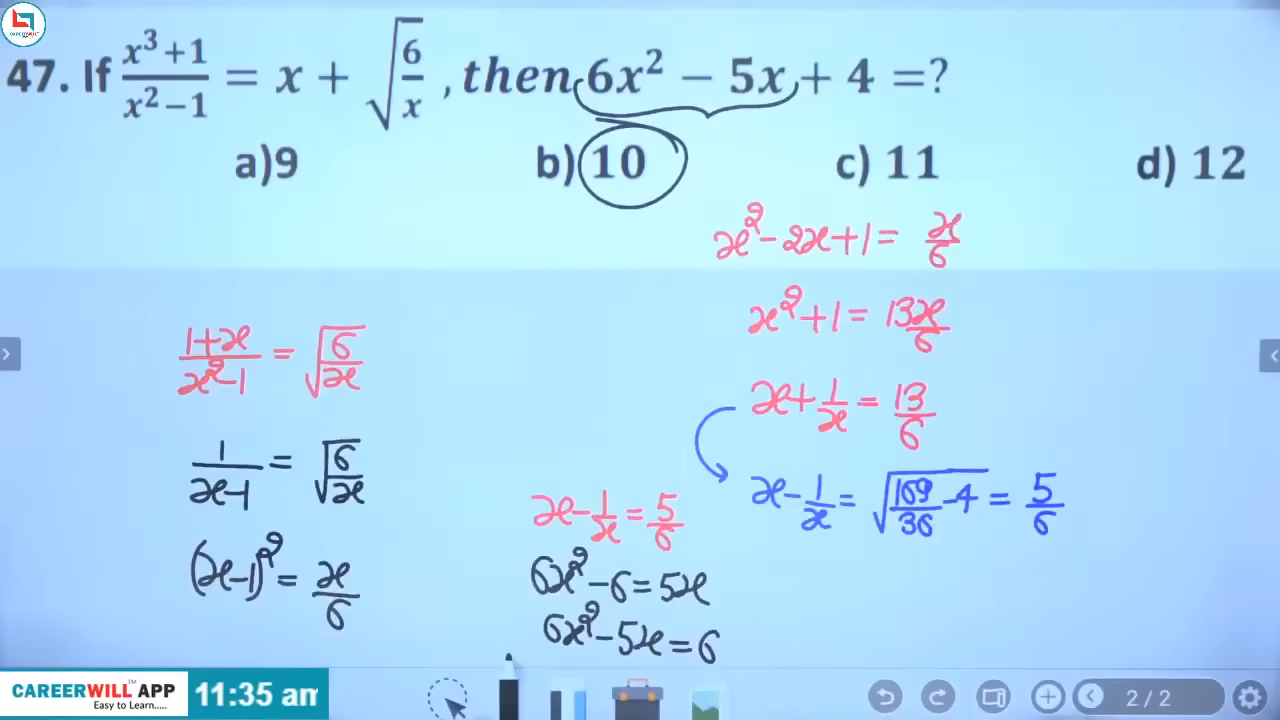 CAREERWILL
47. If (x³+1)/(x²−1) = x + √(6/x) , then 6x² − 5x + 4 =?
a)9 b) 10 c) 11 d) 12
x² - 2x + 1 = x/6
x² + 1 = 13x/6
(1+x)/(x²-1) = √(6/x)
x + 1/x = 13/6
1/(x-1) = √(6/x)
x - 1/x = √(169/36 - 4) = 5/6
x - 1/x = 5/6
(x-1)² = x/6
6x² - 6 = 5x
6x² - 5x = 6
CAREERWILL™ APP
Easy to Learn.....
11:35 am
2 / 2